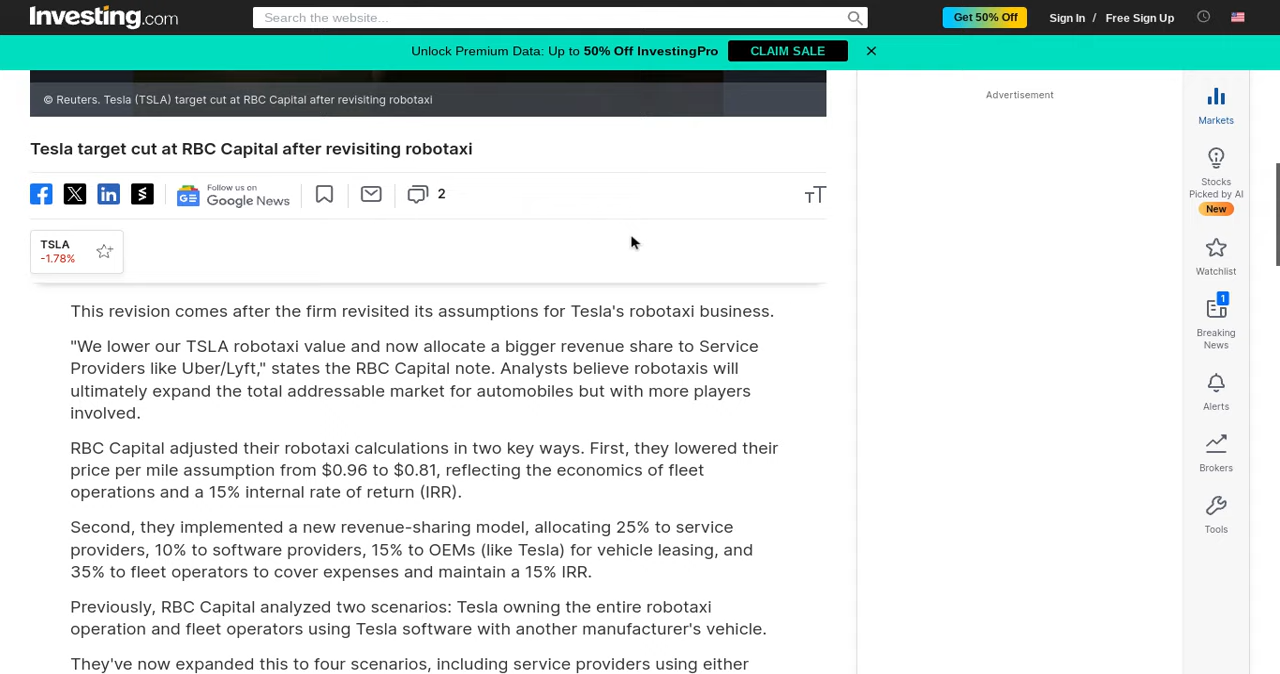 Investing.com
Search the website...
Get 50% Off
Sign In / Free Sign Up
Unlock Premium Data: Up to 50% Off InvestingPro
CLAIM SALE
© Reuters. Tesla (TSLA) target cut at RBC Capital after revisiting robotaxi
Tesla target cut at RBC Capital after revisiting robotaxi
Follow us on
Google News
2
TSLA
-1.78%
This revision comes after the firm revisited its assumptions for Tesla's robotaxi business.
"We lower our TSLA robotaxi value and now allocate a bigger revenue share to Service
Providers like Uber/Lyft," states the RBC Capital note. Analysts believe robotaxis will
ultimately expand the total addressable market for automobiles but with more players
involved.
RBC Capital adjusted their robotaxi calculations in two key ways. First, they lowered their
price per mile assumption from $0.96 to $0.81, reflecting the economics of fleet
operations and a 15% internal rate of return (IRR).
Second, they implemented a new revenue-sharing model, allocating 25% to service
providers, 10% to software providers, 15% to OEMs (like Tesla) for vehicle leasing, and
35% to fleet operators to cover expenses and maintain a 15% IRR.
Previously, RBC Capital analyzed two scenarios: Tesla owning the entire robotaxi
operation and fleet operators using Tesla software with another manufacturer's vehicle.
They've now expanded this to four scenarios, including service providers using either
Advertisement
Markets
Stocks
Picked by AI
New
Watchlist
1
Breaking
News
Alerts
Brokers
Tools